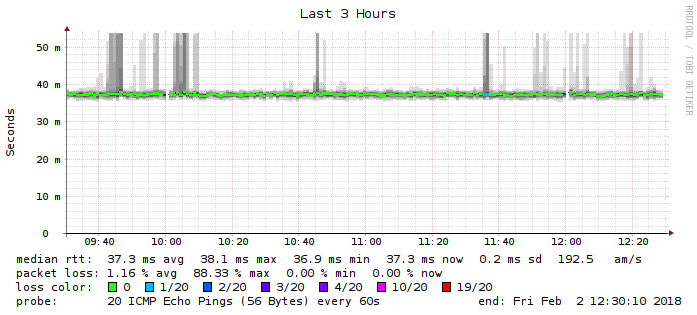 Last 3 Hours
RRDTOOL / TOBI OETIKER
Seconds
50 m
40 m
30 m
20 m
10 m
0
09:40 10:00 10:20 10:40 11:00 11:20 11:40 12:00 12:20
median rtt: 37.3 ms avg 38.1 ms max 36.9 ms min 37.3 ms now 0.2 ms sd 192.5 am/s
packet loss: 1.16 % avg 88.33 % max 0.00 % min 0.00 % now
loss color: 0 1/20 2/20 3/20 4/20 10/20 19/20
probe: 20 ICMP Echo Pings (56 Bytes) every 60s end: Fri Feb 2 12:30:10 2018